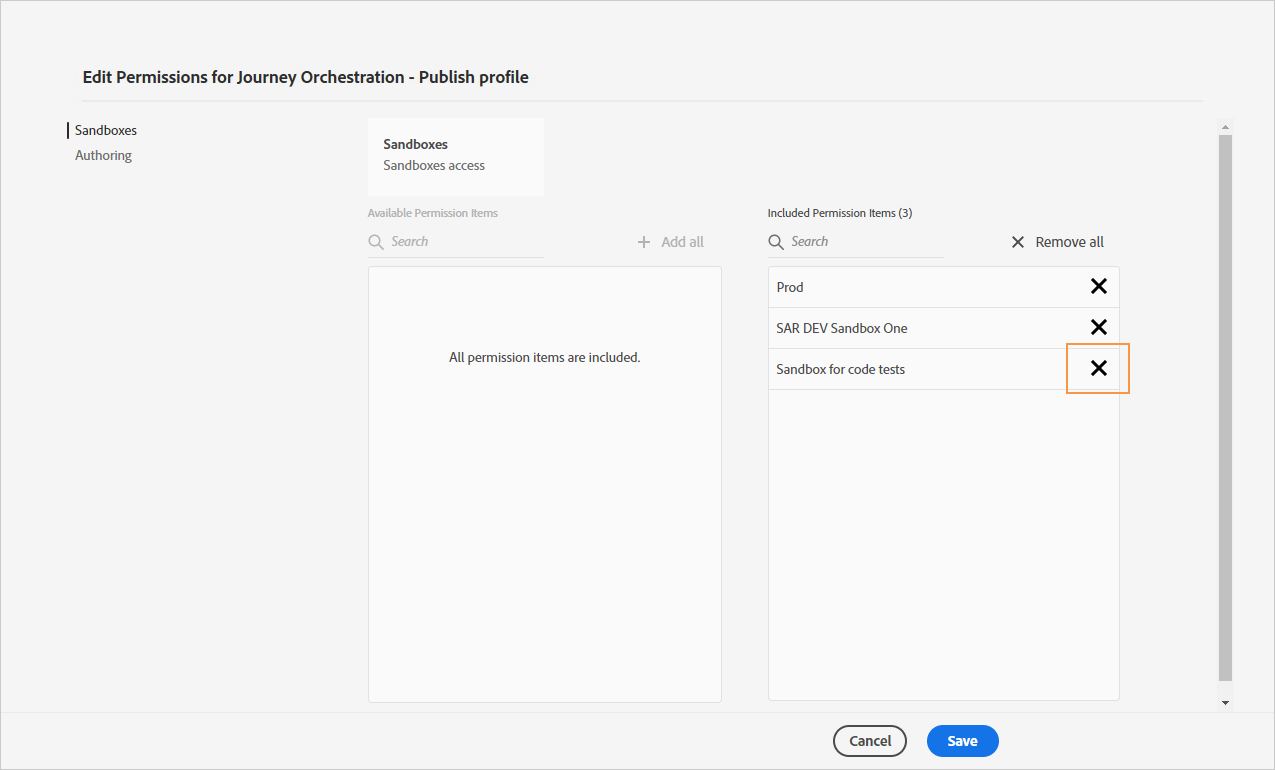 Edit Permissions for Journey Orchestration - Publish profile
Sandboxes
Authoring
Sandboxes
Sandboxes access
Available Permission Items
Search
Add all
All permission items are included.
Included Permission Items (3)
Search
Remove all
Prod
SAR DEV Sandbox One
Sandbox for code tests
Cancel
Save